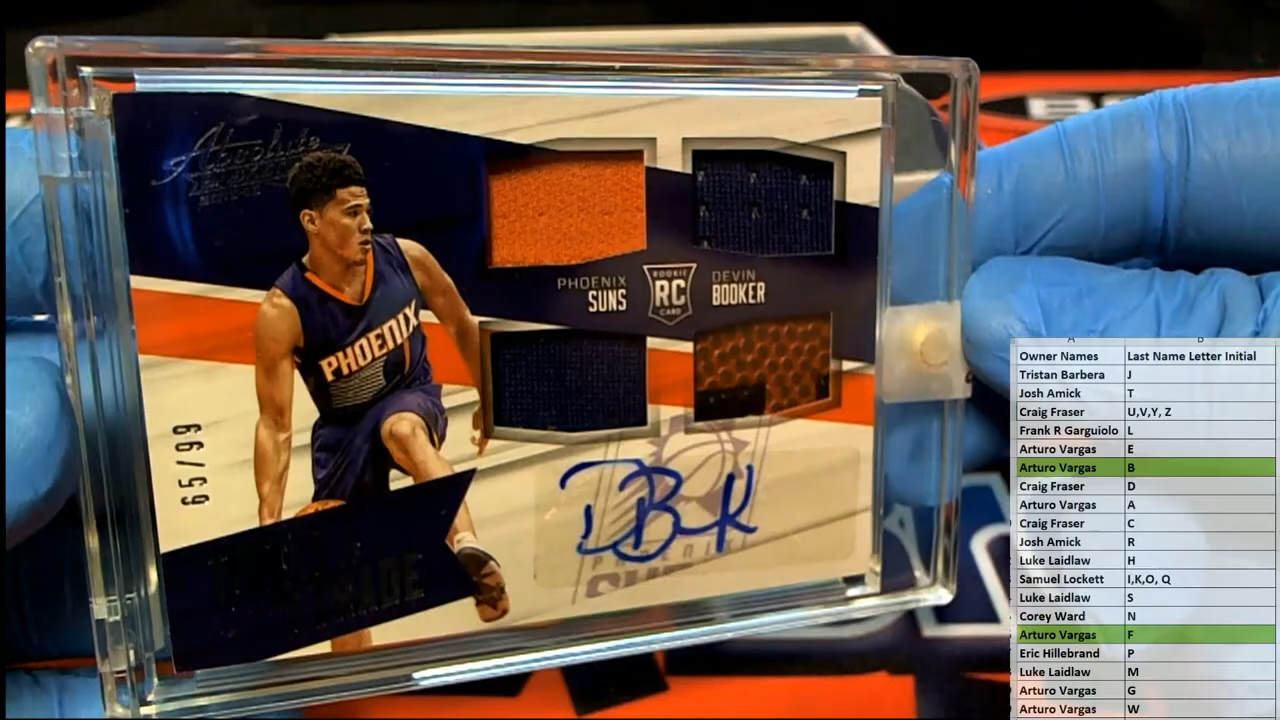 Absolute
PHOENIX
SUNS
ROOKIE
RC
CARD
DEVIN
BOOKER
PHOENIX
65/99
A B
Owner Names Last Name Letter Initial
Tristan Barbera J
Josh Amick T
Craig Fraser U,V,Y, Z
Frank R Garguiolo L
Arturo Vargas E
Arturo Vargas B
Craig Fraser D
Arturo Vargas A
Craig Fraser C
Josh Amick R
Luke Laidlaw H
Samuel Lockett I,K,O, Q
Luke Laidlaw S
Corey Ward N
Arturo Vargas F
Eric Hillebrand P
Luke Laidlaw M
Arturo Vargas G
Arturo Vargas W